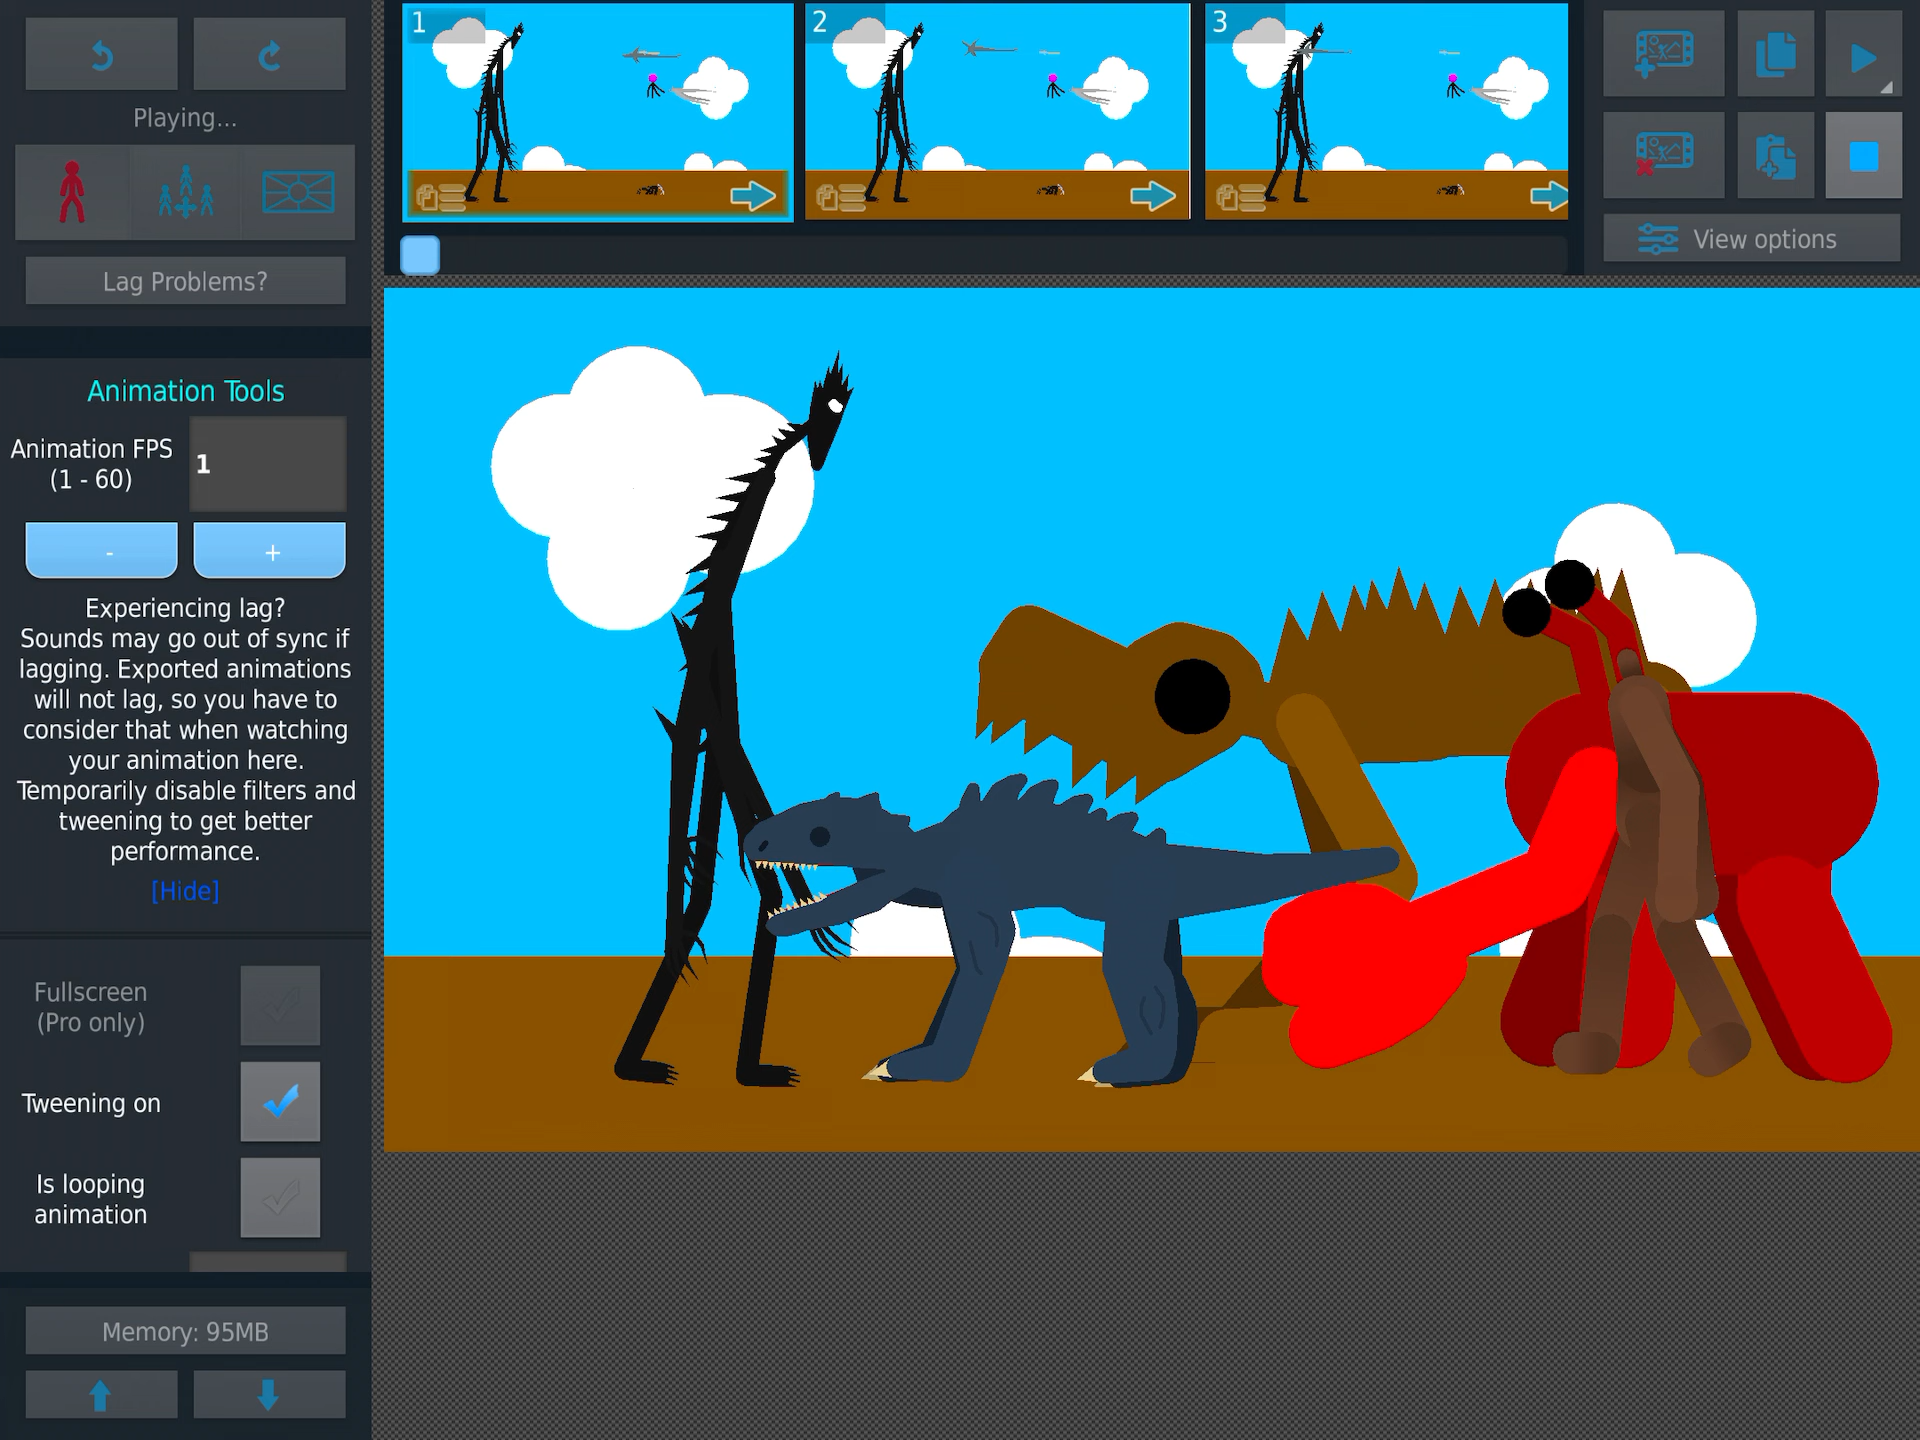 1
2
3
Playing...
View options
Lag Problems?
Animation Tools
Animation FPS
(1 - 60)
1
-
+
Experiencing lag?
Sounds may go out of sync if
lagging. Exported animations
will not lag, so you have to
consider that when watching
your animation here.
Temporarily disable filters and
tweening to get better
performance.
[Hide]
Fullscreen
(Pro only)
Tweening on
Is looping
animation
Memory: 95MB